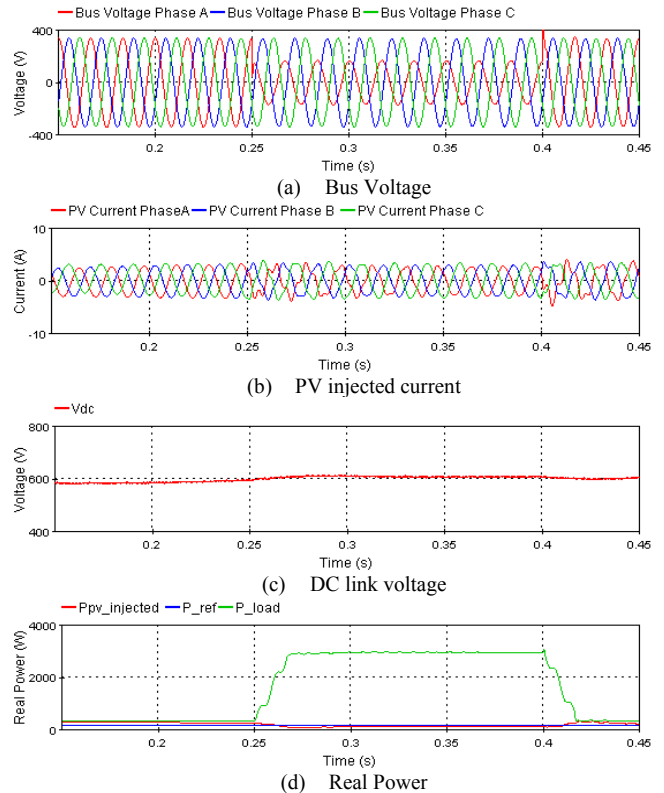 Bus Voltage Phase A Bus Voltage Phase B Bus Voltage Phase C
400
0
-400
Voltage (V)
0.2 0.25 0.3 0.35 0.4 0.45
Time (s)
(a) Bus Voltage
PV Current PhaseA PV Current Phase B PV Current Phase C
10
0
-10
Current (A)
0.2 0.25 0.3 0.35 0.4 0.45
Time (s)
(b) PV injected current
Vdc
800
600
400
Voltage (V)
0.2 0.25 0.3 0.35 0.4 0.45
Time (s)
(c) DC link voltage
Ppv_injected P_ref P_load
4000
2000
0
Real Power (W)
0.2 0.25 0.3 0.35 0.4 0.45
Time (s)
(d) Real Power